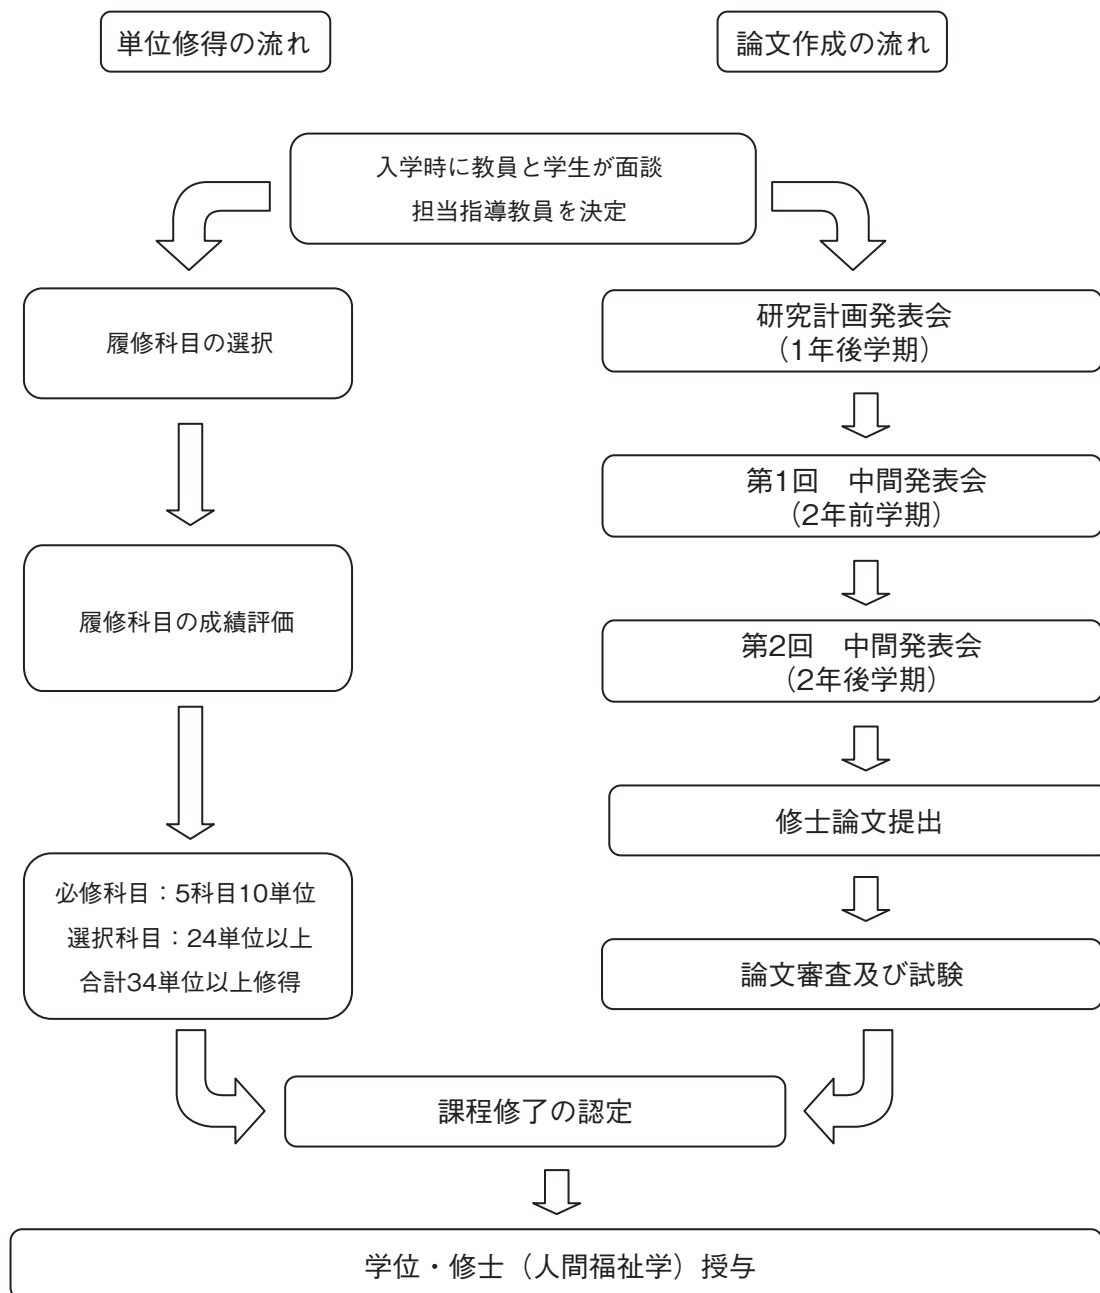 単位修得の流れ
論文作成の流れ
入学時に教員と学生が面談
担当指導教員を決定
履修科目の選択
履修科目の成績評価
必修科目：5科目10単位
選択科目：24単位以上
合計34単位以上修得
研究計画発表会
（1年後学期）
第1回　中間発表会
（2年前学期）
第2回　中間発表会
（2年後学期）
修士論文提出
論文審査及び試験
課程修了の認定
学位・修士（人間福祉学）授与